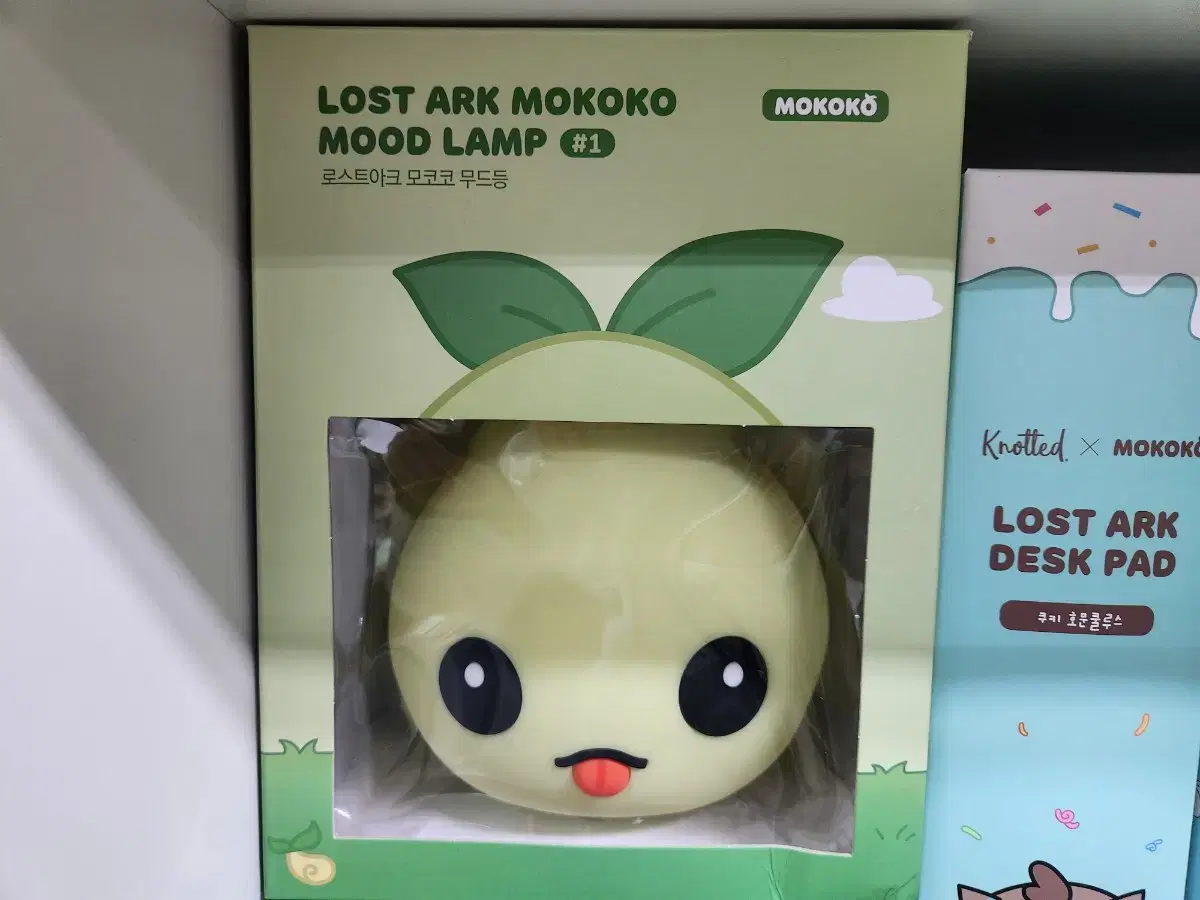 LOST ARK MOKOKO
MOOD LAMP #1
로스트아크 모코코 무드등
MOKOKO
Knotted. × MOKOKO
LOST ARK
DESK PAD
쿠키 호문쿨루스